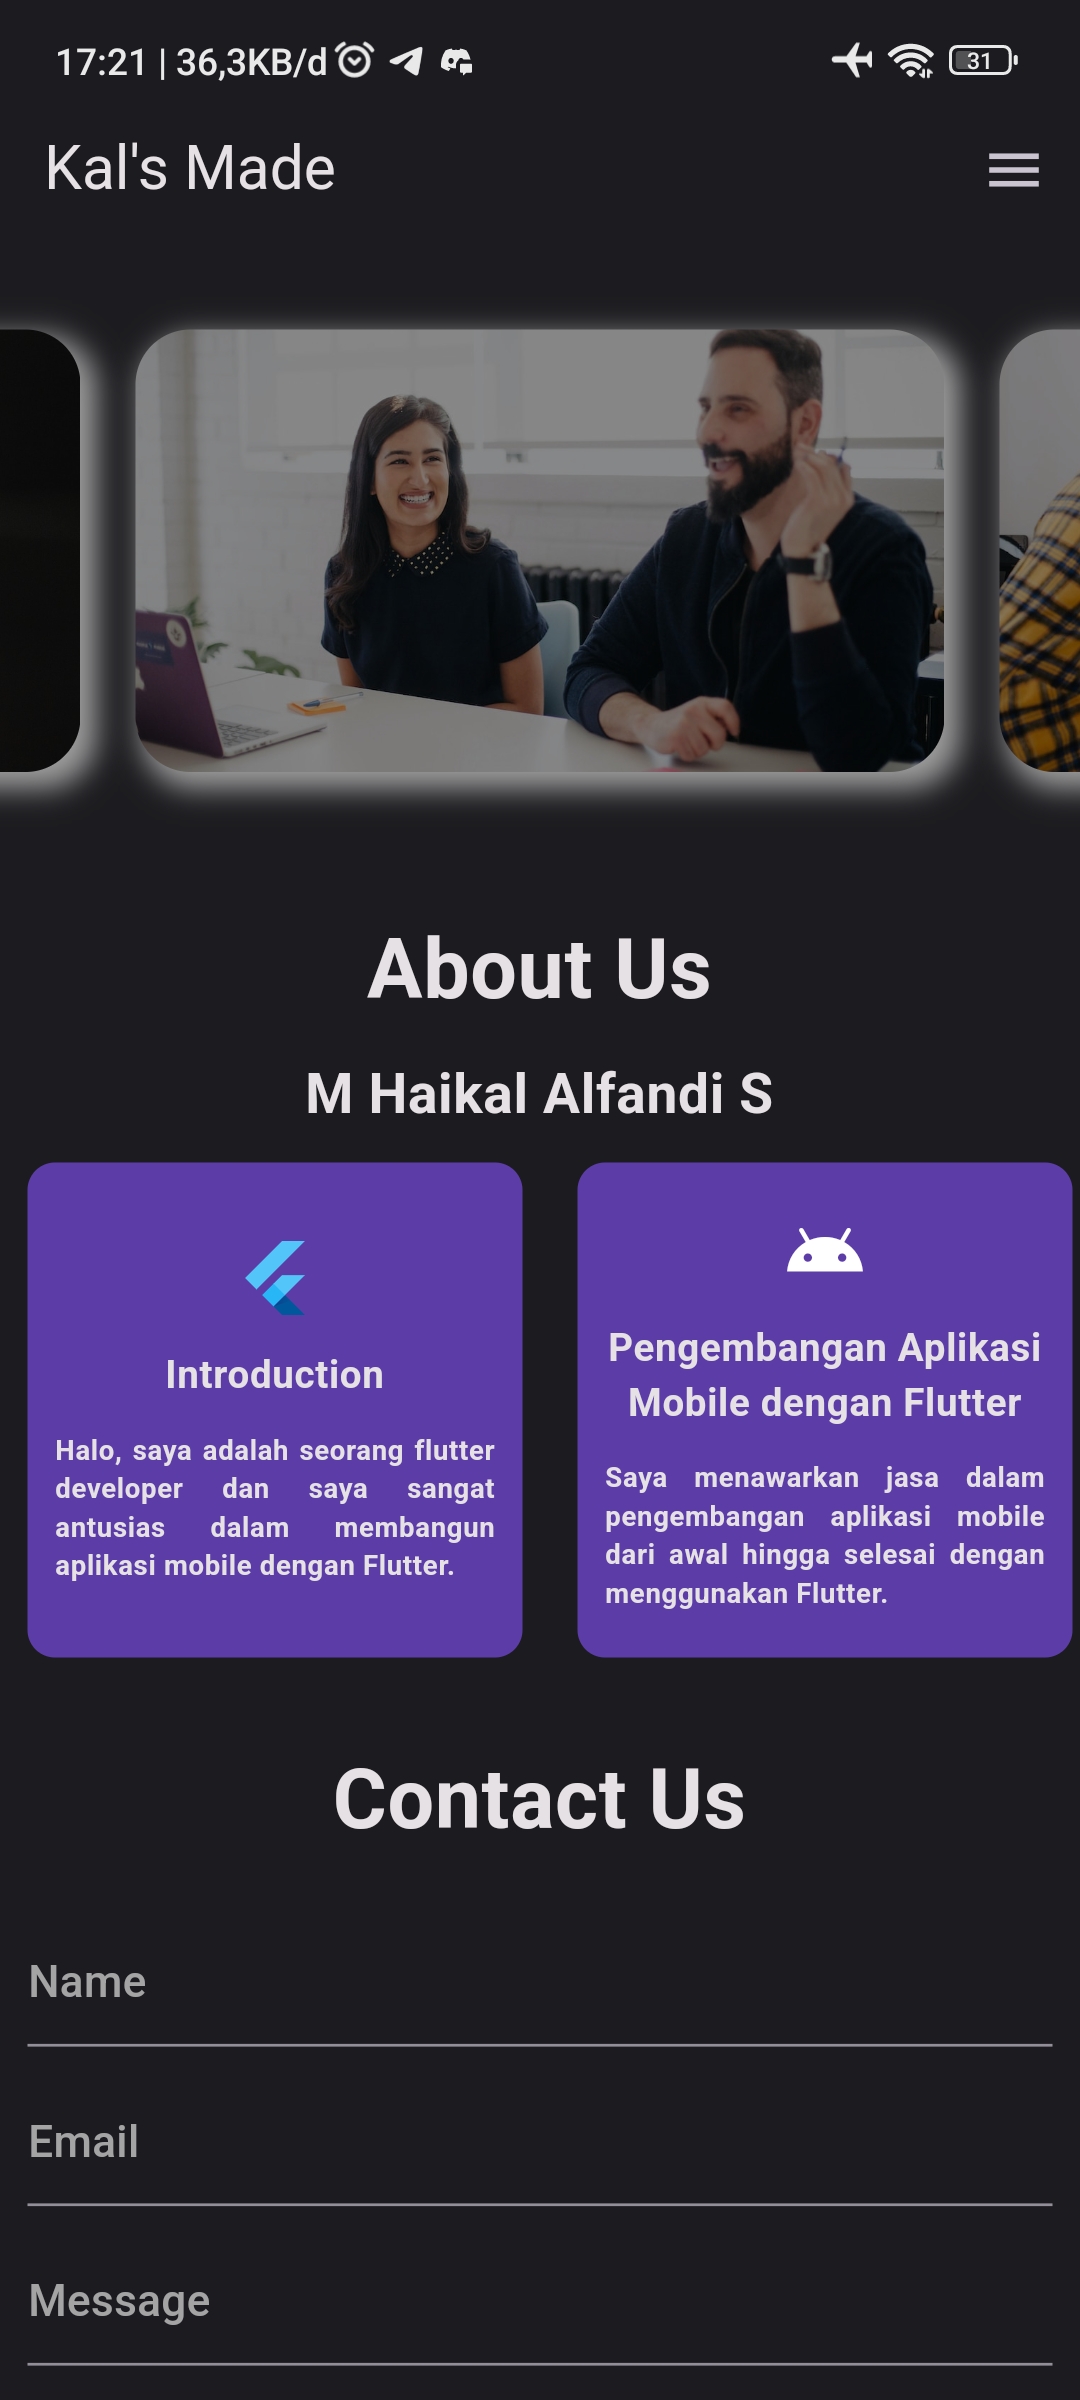 17:21 | 36,3KB/d
31
Kal's Made
About Us
M Haikal Alfandi S
Introduction
Halo, saya adalah seorang flutter
developer dan saya sangat
antusias dalam membangun
aplikasi mobile dengan Flutter.
Pengembangan Aplikasi
Mobile dengan Flutter
Saya menawarkan jasa dalam
pengembangan aplikasi mobile
dari awal hingga selesai dengan
menggunakan Flutter.
Contact Us
Name
Email
Message